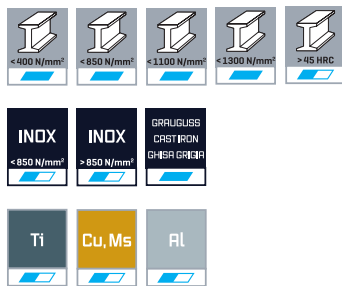 <400 N/mm² <850 N/mm² <1100 N/mm² <1300 N/mm² >45 HRC
INOX INOX GRAUGUSS
CAST IRON
GHISA GRIGIA
<850 N/mm² >850 N/mm²
Ti Cu,Ms Al